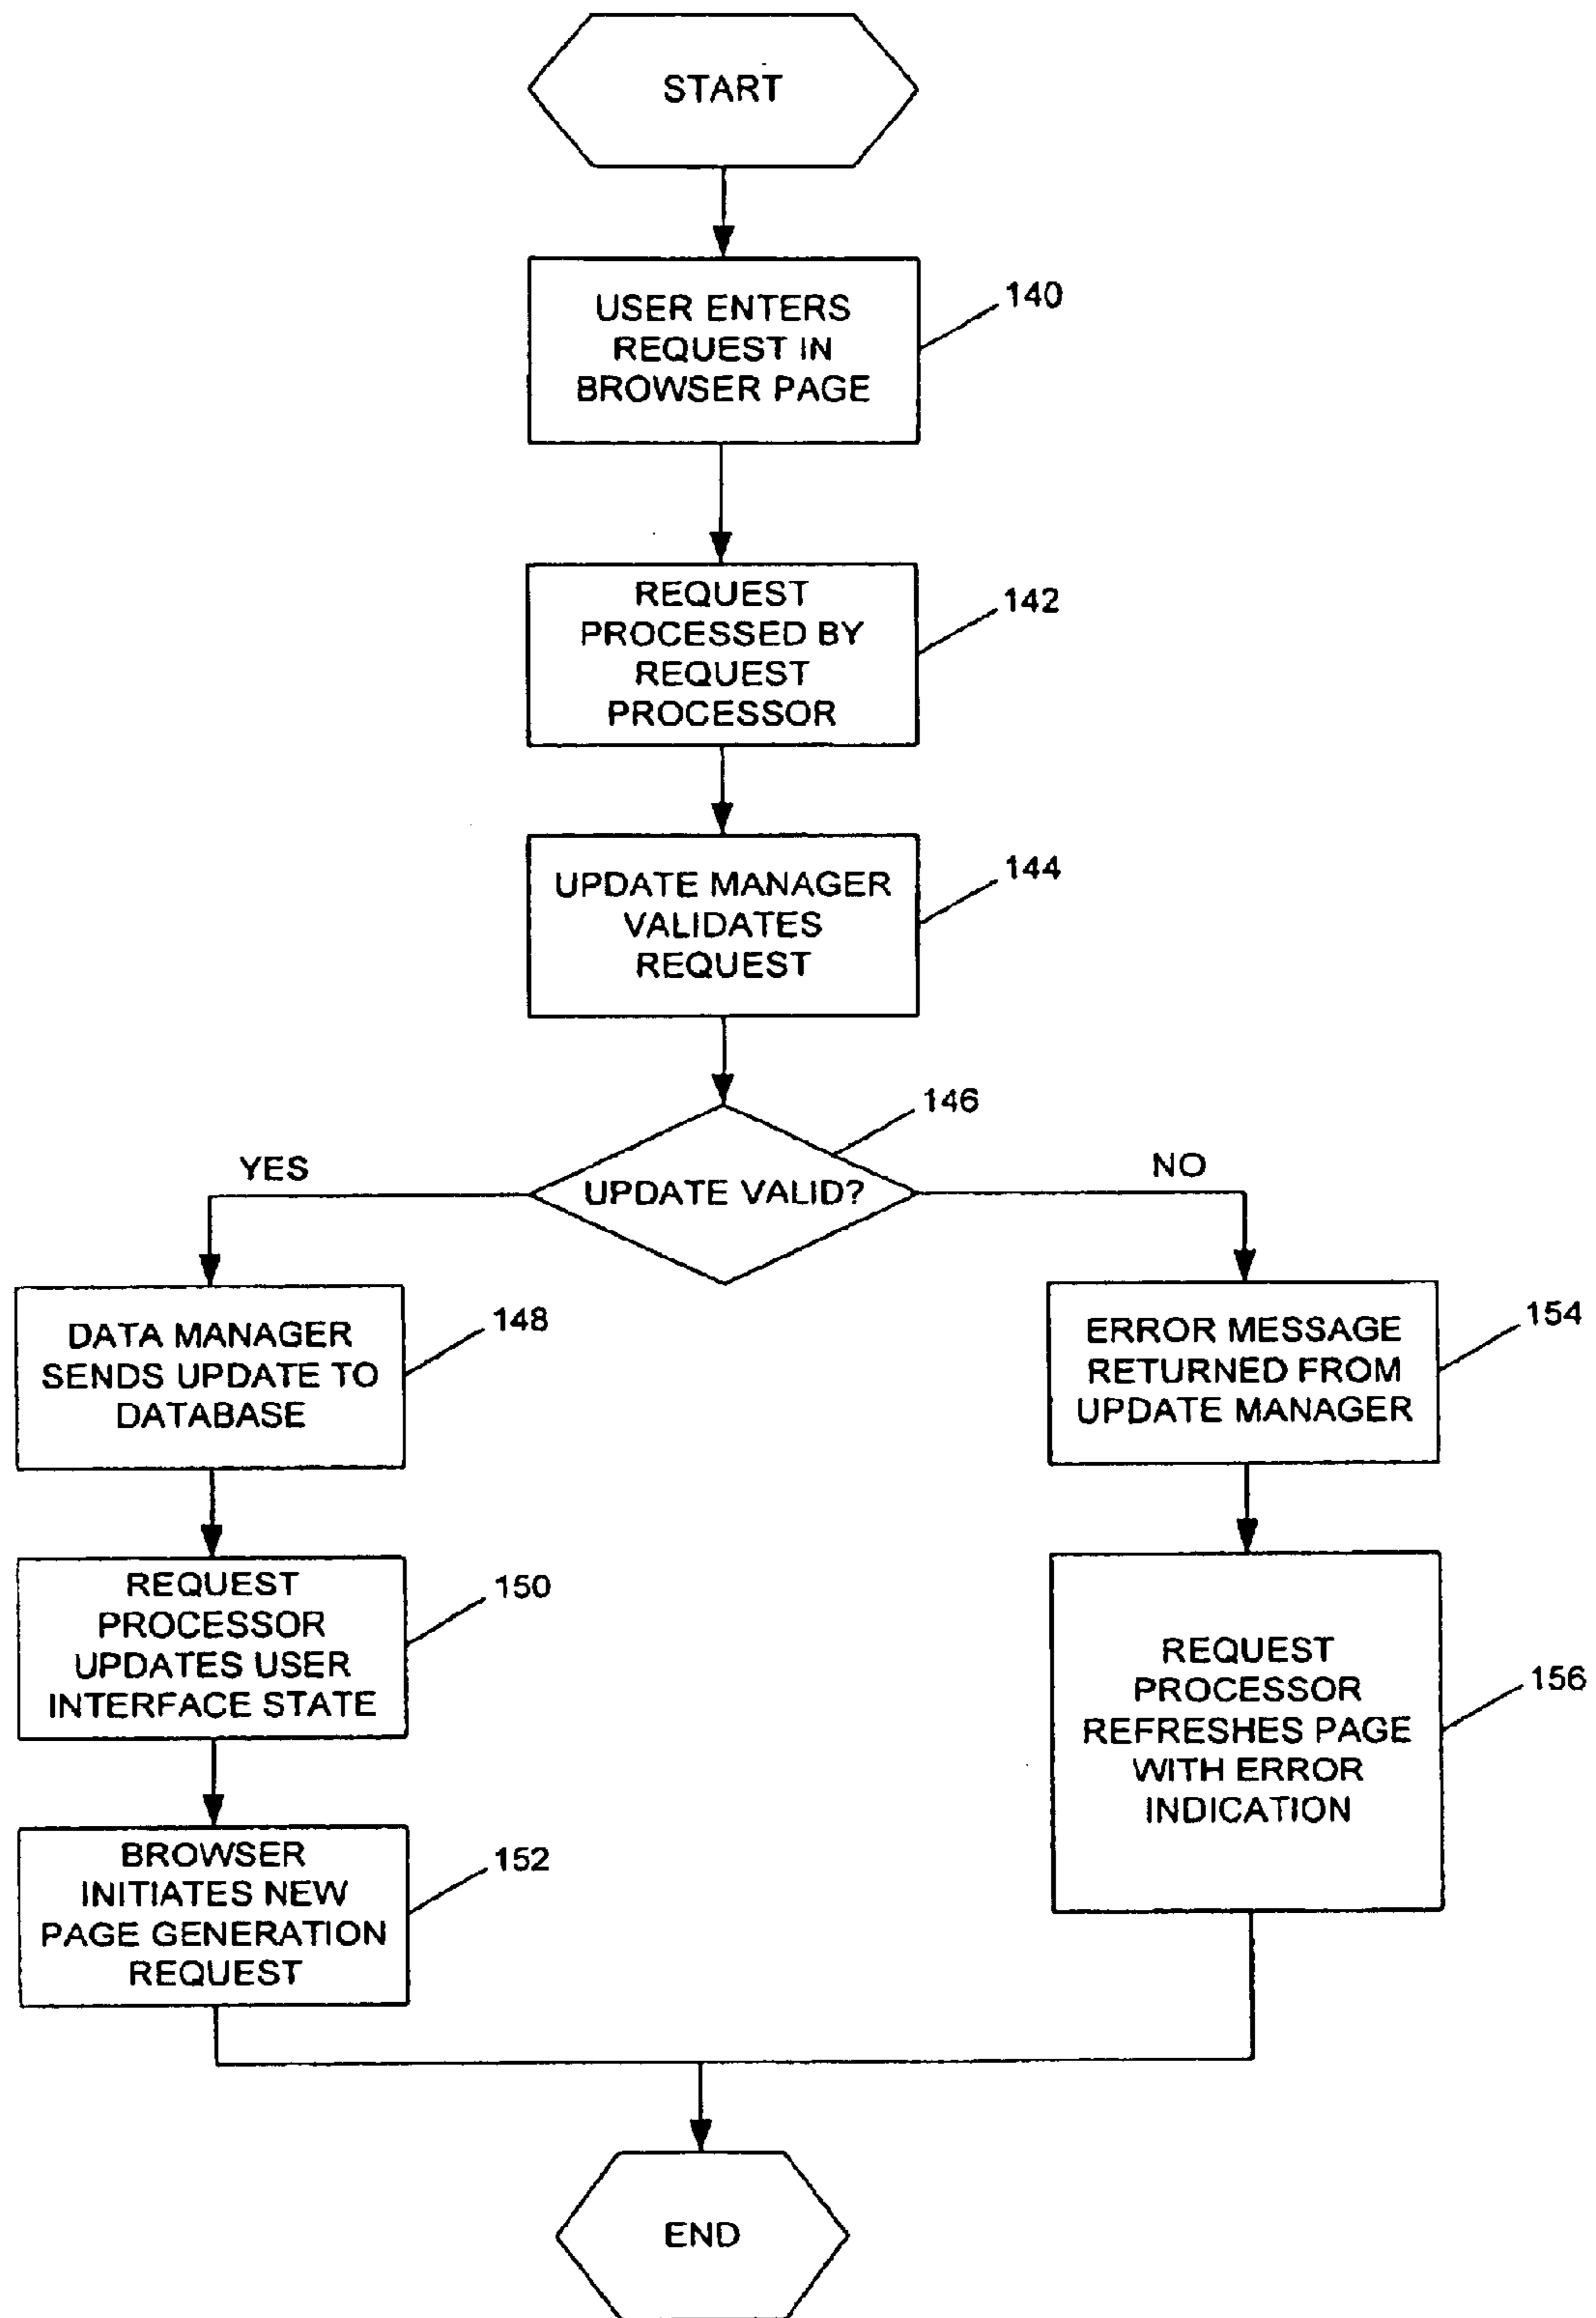 START
USER ENTERS
REQUEST IN
BROWSER PAGE
140
REQUEST
PROCESSED BY
REQUEST
PROCESSOR
142
UPDATE MANAGER
VALIDATES
REQUEST
144
146
UPDATE VALID?
YES
NO
DATA MANAGER
SENDS UPDATE TO
DATABASE
148
REQUEST
PROCESSOR
UPDATES USER
INTERFACE STATE
150
BROWSER
INITIATES NEW
PAGE GENERATION
REQUEST
152
ERROR MESSAGE
RETURNED FROM
UPDATE MANAGER
154
REQUEST
PROCESSOR
REFRESHES PAGE
WITH ERROR
INDICATION
156
END